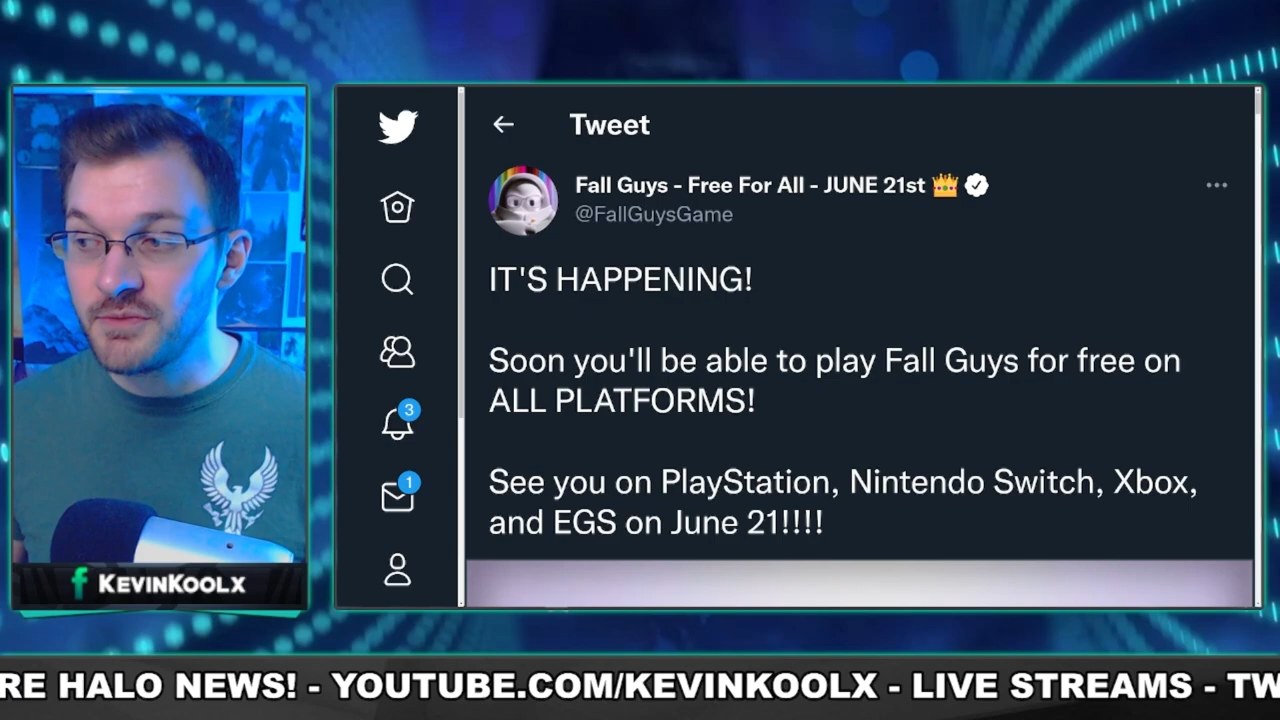 Tweet
Fall Guys - Free For All - JUNE 21st
@FallGuysGame
IT'S HAPPENING!
Soon you'll be able to play Fall Guys for free on
ALL PLATFORMS!
See you on PlayStation, Nintendo Switch, Xbox,
and EGS on June 21!!!!
3
1
f KEVINKOOLX
RE HALO NEWS! - YOUTUBE.COM/KEVINKOOLX - LIVE STREAMS - TW